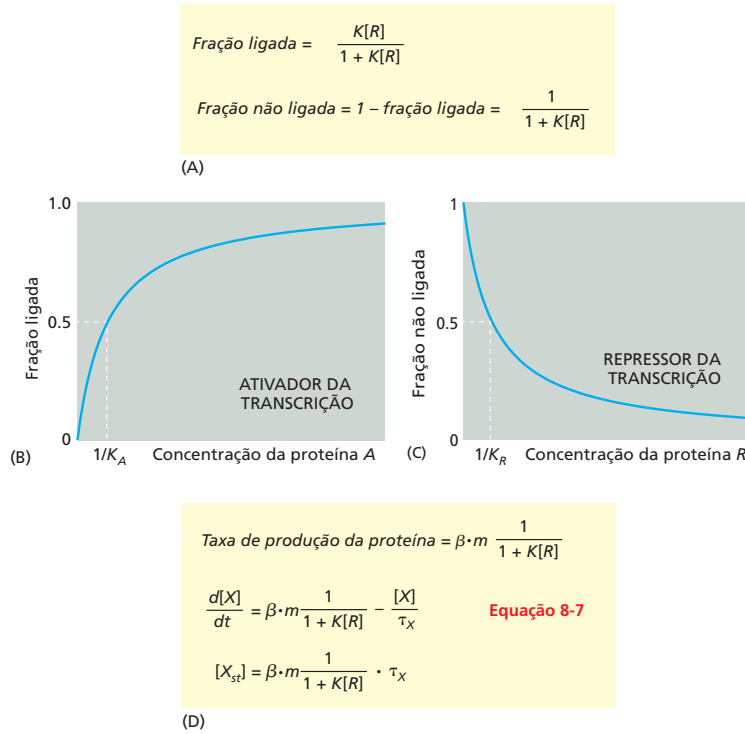 Fração ligada = K[R] / 1 + K[R]
Fração não ligada = 1 – fração ligada = 1 / 1 + K[R]
(A)
1.0
0.5
0
Fração ligada
ATIVADOR DA
TRANSCRIÇÃO
(B)
1/K_A
Concentração da proteína A
1
0.5
0
Fração não ligada
REPRESSOR DA
TRANSCRIÇÃO
(C)
1/K_R
Concentração da proteína R
Taxa de produção da proteína = β·m 1 / 1 + K[R]
d[X] / dt = β·m 1 / 1 + K[R] – [X] / τ_X
Equação 8-7
[X_st] = β·m 1 / 1 + K[R] · τ_X
(D)